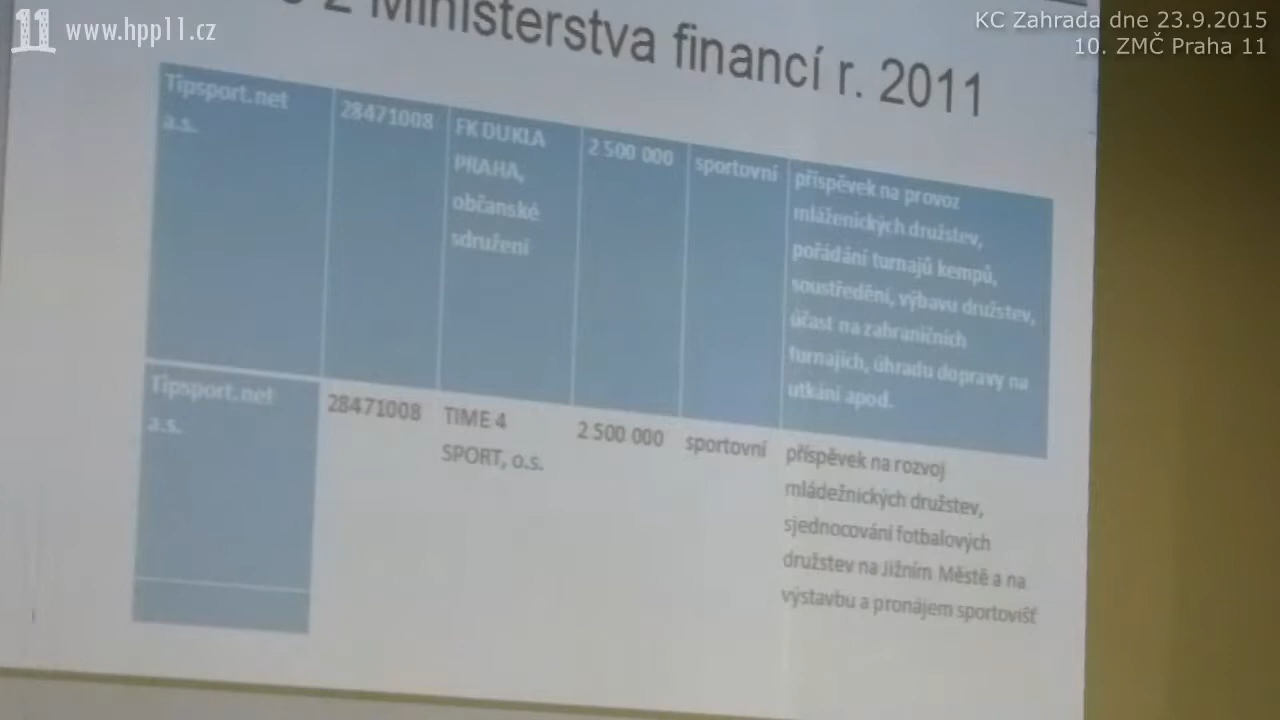 11 www.hpp11.cz
KC Zahrada dne 23.9.2015
10. ZMČ Praha 11
z Ministerstva financí r. 2011
Tipsport.net
a.s.
28471008
FK DUKLA
PRAHA,
občanské
sdružení
2 500 000
sportovní
příspěvek na provoz
mláženických družstev,
pořádání turnajů kempů,
soustředění, výbavu družstev,
účast na zahraničních
turnajích, úhradu dopravy na
utkání apod.
Tipsport.net
a.s.
28471008
TIME 4
SPORT, o.s.
2 500 000
sportovní
příspěvek na rozvoj
mládežnických družstev,
sjednocování fotbalových
družstev na Jižním Městě a na
výstavbu a pronájem sportovišť